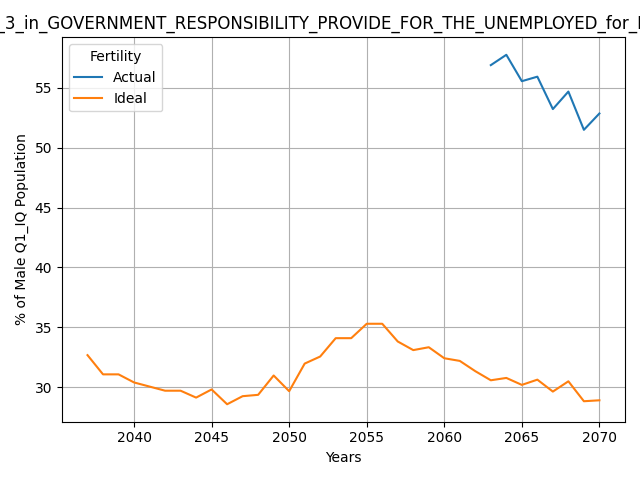 _3_in_GOVERNMENT_RESPONSIBILITY_PROVIDE_FOR_THE_UNEMPLOYED_for_
Fertility
Actual
Ideal
% of Male Q1_IQ Population
55
50
45
40
35
30
2040
2045
2050
2055
2060
2065
2070
Years